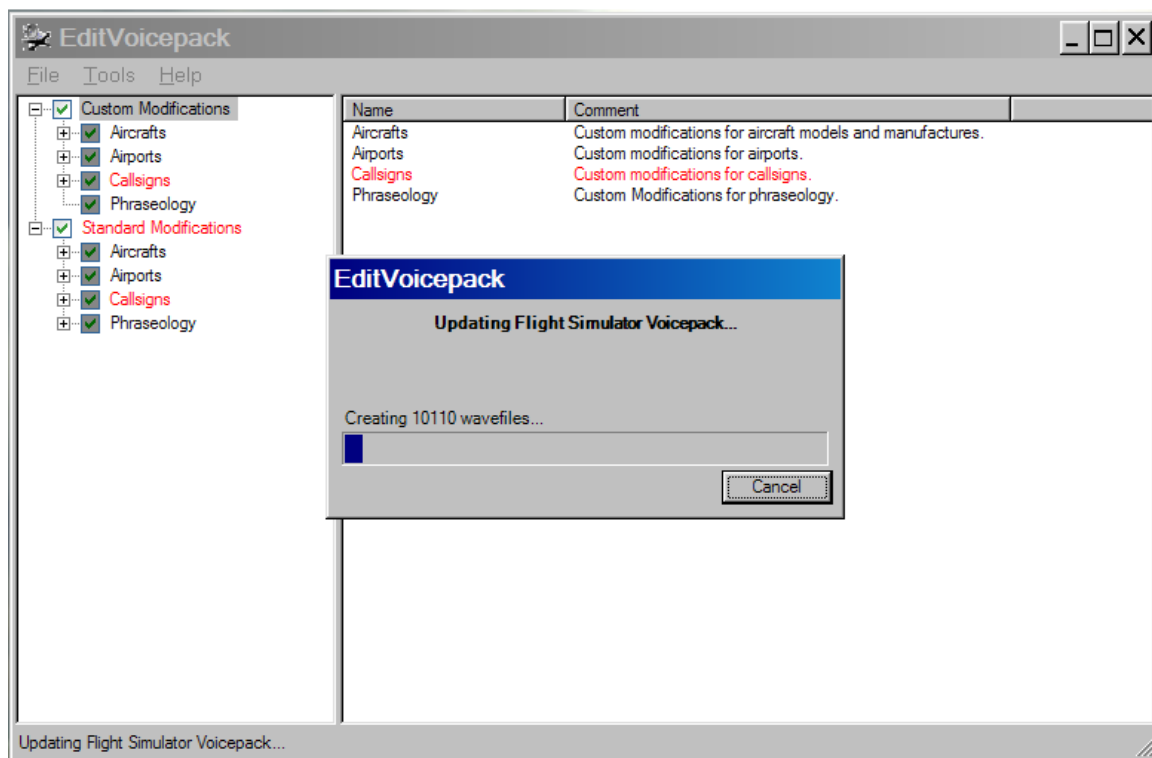 EditVoicepack
File Tools Help
Custom Modifications
Aircrafts
Airports
Callsigns
Phraseology
Standard Modifications
Aircrafts
Airports
Callsigns
Phraseology
Name Comment
Aircrafts Custom modifications for aircraft models and manufactures.
Airports Custom modifications for airports.
Callsigns Custom modifications for callsigns.
Phraseology Custom Modifications for phraseology.
EditVoicepack
Updating Flight Simulator Voicepack...
Creating 10110 wavefiles...
Cancel
Updating Flight Simulator Voicepack...